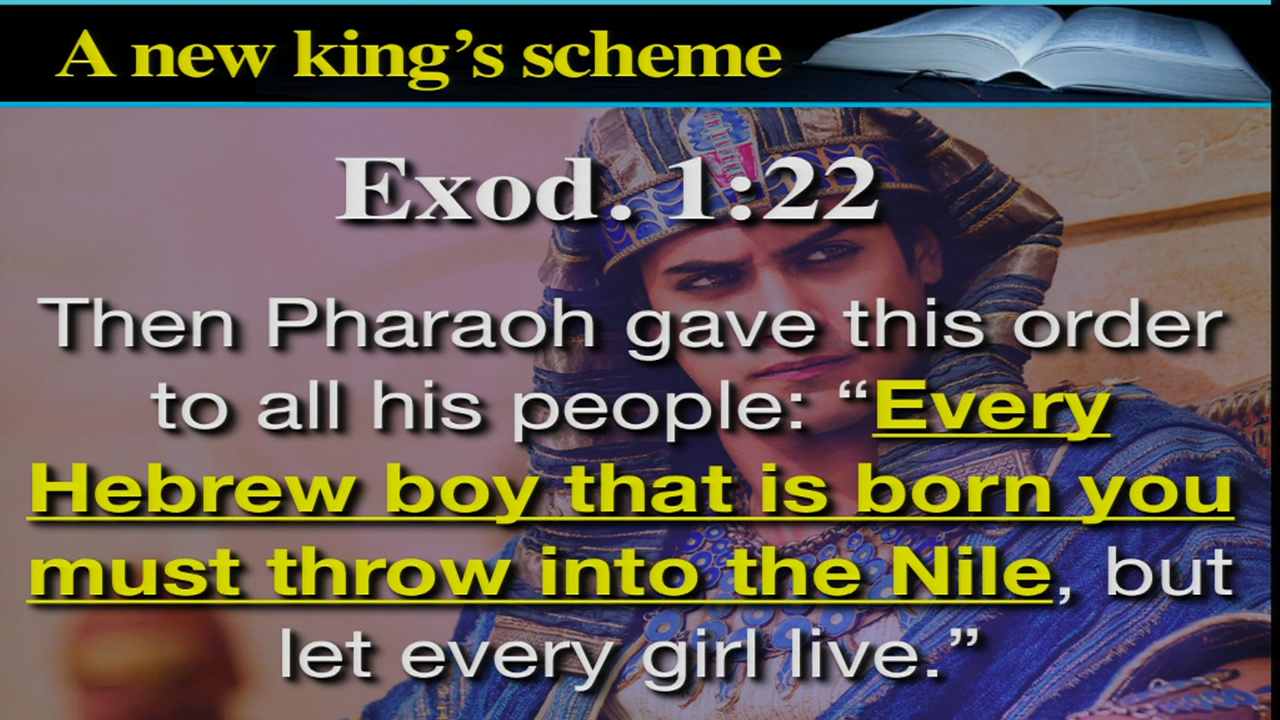 A new king’s scheme
Exod. 1:22
Then Pharaoh gave this order
to all his people: “Every
Hebrew boy that is born you
must throw into the Nile, but
let every girl live.”